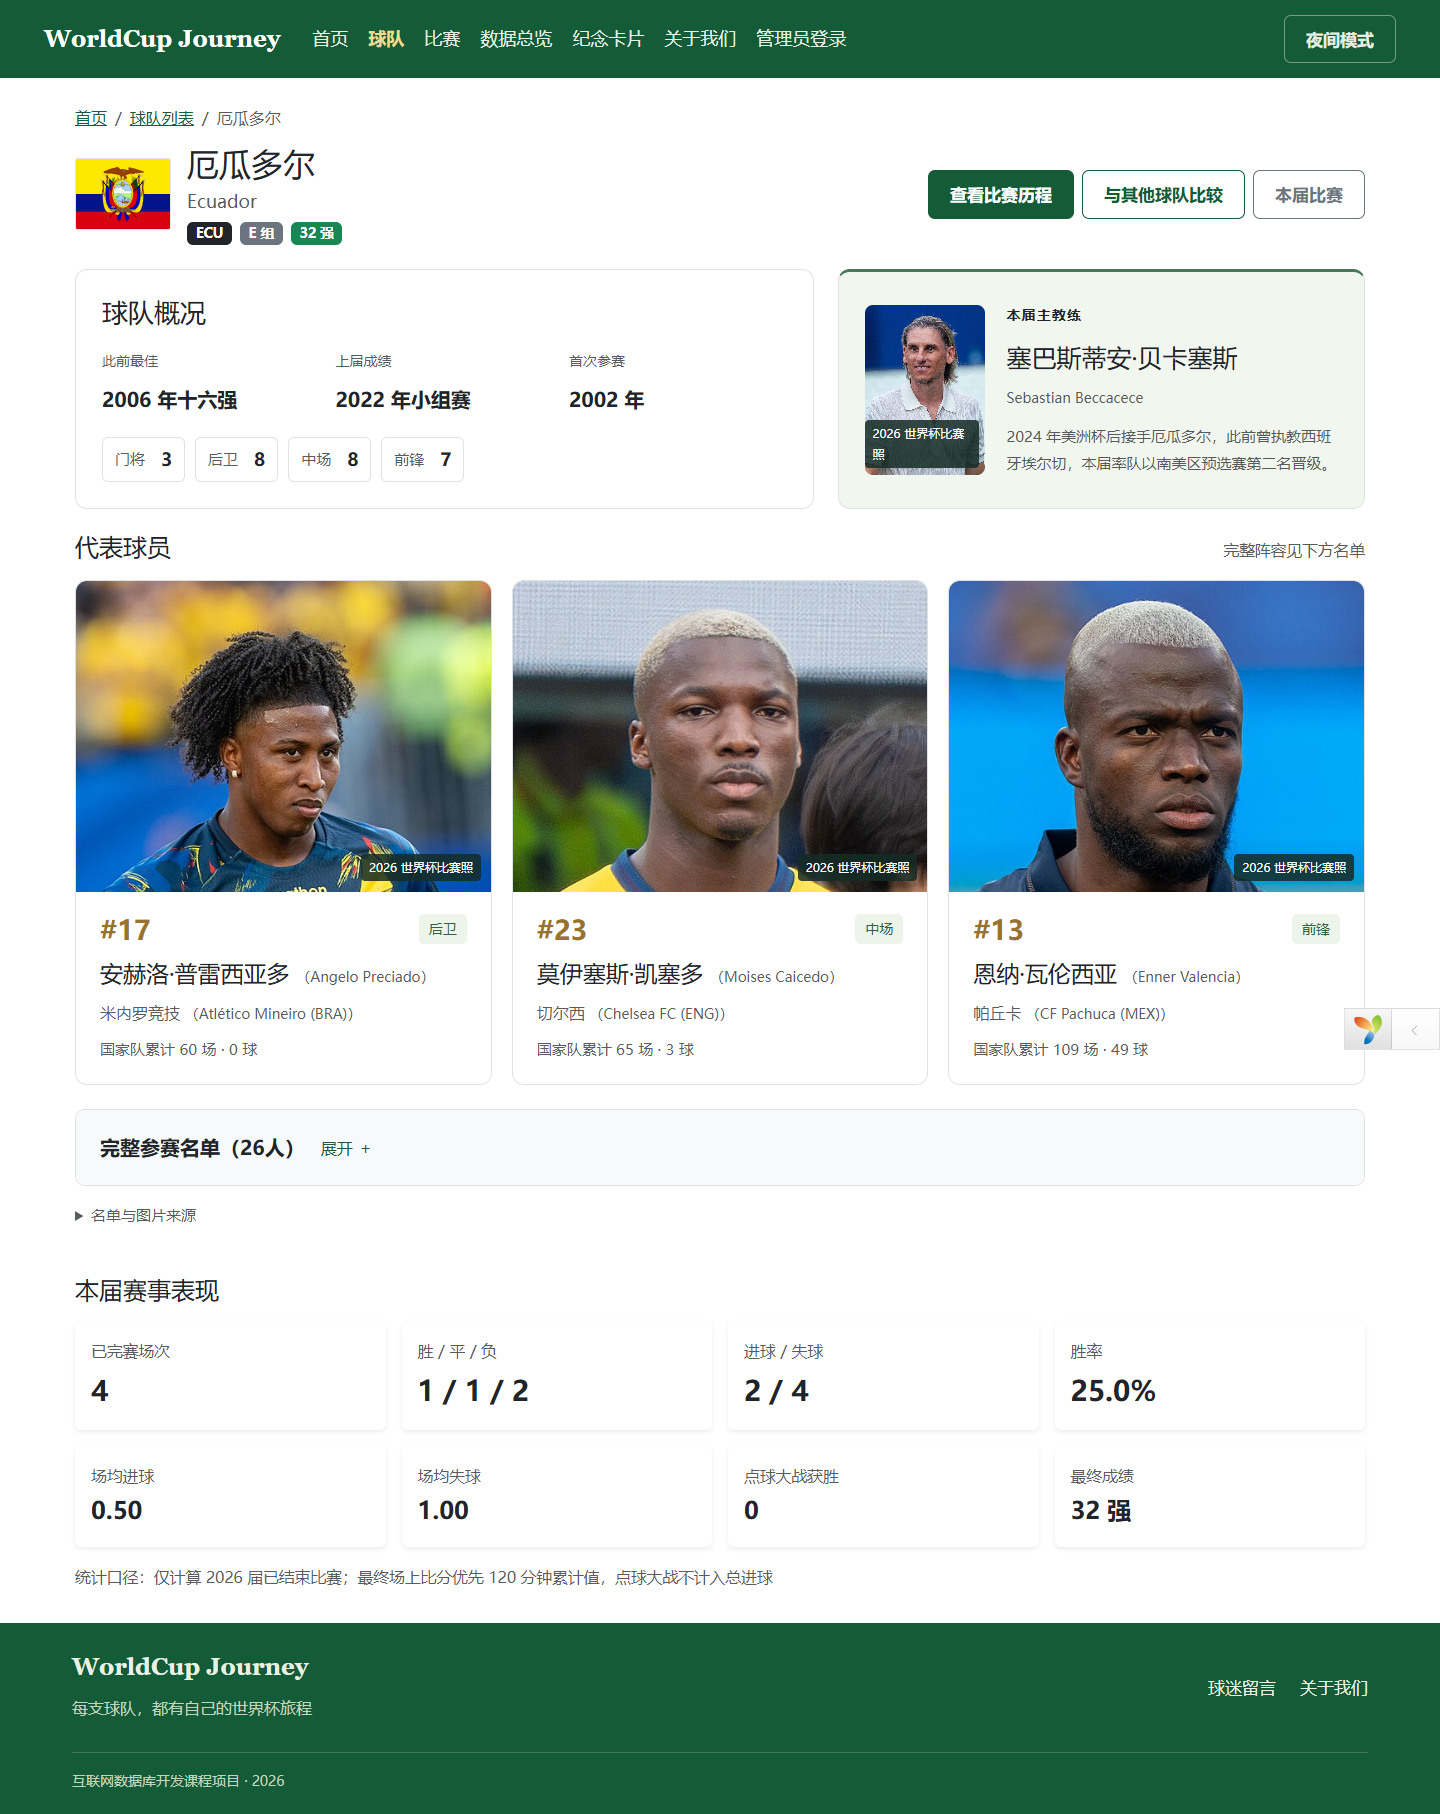 WorldCup Journey 首页 球队 比赛 数据总览 纪念卡片 关于我们 管理员登录 夜间模式
首页 / 球队列表 / 厄瓜多尔
厄瓜多尔
Ecuador
ECU E 组 32 强
查看比赛历程 与其他球队比较 本届比赛
球队概况
此前最佳 上届成绩 首次参赛
2006 年十六强 2022 年小组赛 2002 年
门将 3 后卫 8 中场 8 前锋 7
2026 世界杯比赛
照
本届主教练
塞巴斯蒂安·贝卡塞斯
Sebastian Beccacece
2024 年美洲杯后接手厄瓜多尔，此前曾执教西班
牙埃尔切，本届率队以南美区预选赛第二名晋级。
代表球员 完整阵容见下方名单
2026 世界杯比赛照
#17 后卫
安赫洛·普雷西亚多 （Angelo Preciado）
米内罗竞技 （Atlético Mineiro (BRA)）
国家队累计 60 场 · 0 球
2026 世界杯比赛照
#23 中场
莫伊塞斯·凯塞多 （Moises Caicedo）
切尔西 （Chelsea FC (ENG)）
国家队累计 65 场 · 3 球
2026 世界杯比赛照
#13 前锋
恩纳·瓦伦西亚 （Enner Valencia）
帕丘卡 （CF Pachuca (MEX)）
国家队累计 109 场 · 49 球
完整参赛名单（26人） 展开 +
名单与图片来源
本届赛事表现
已完赛场次 胜 / 平 / 负 进球 / 失球 胜率
4 1 / 1 / 2 2 / 4 25.0%
场均进球 场均失球 点球大战获胜 最终成绩
0.50 1.00 0 32 强
统计口径：仅计算 2026 届已结束比赛；最终场上比分优先 120 分钟累计值，点球大战不计入总进球
WorldCup Journey
每支球队，都有自己的世界杯旅程
球迷留言 关于我们
互联网数据库开发课程项目 · 2026